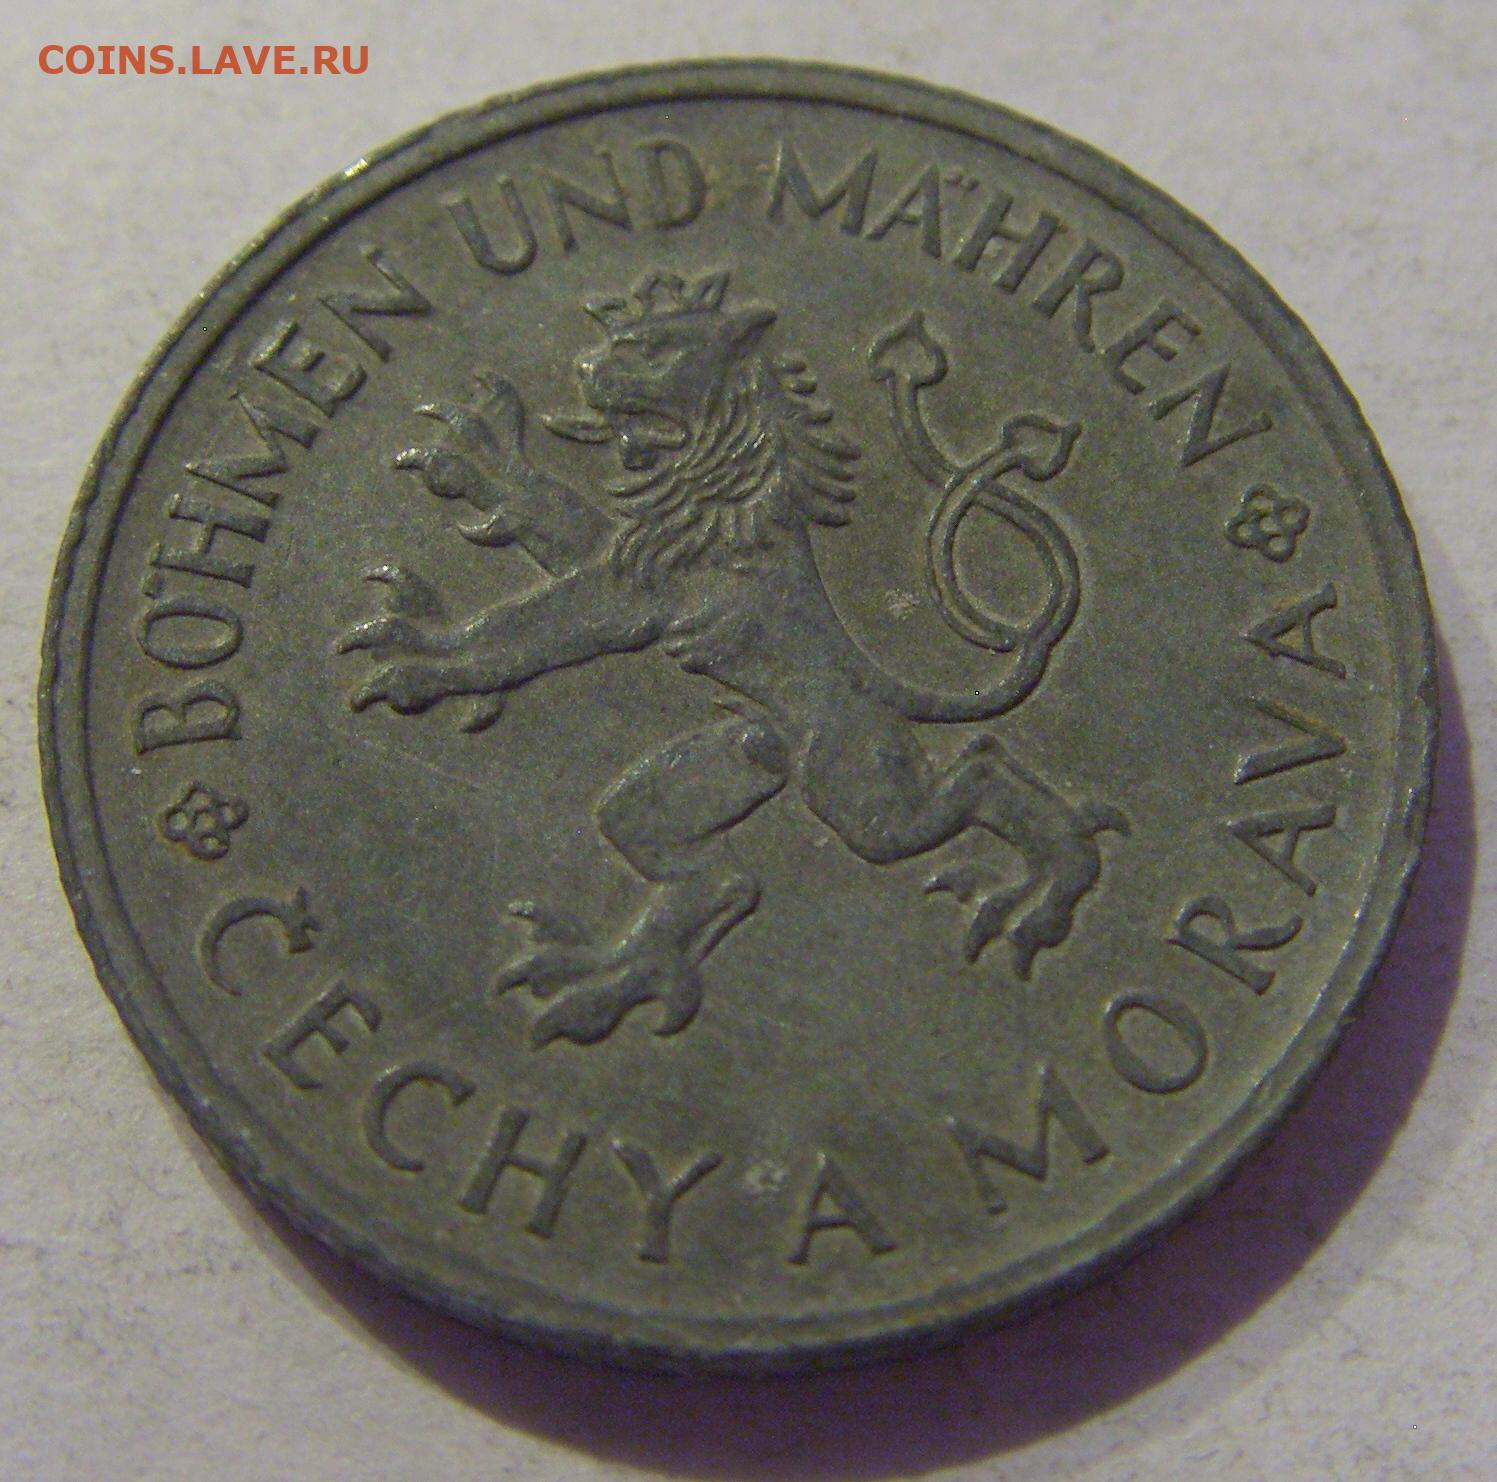 COINS.LAVE.RU
BÖHMEN UND MÄHREN
ČECHY A MORAVA